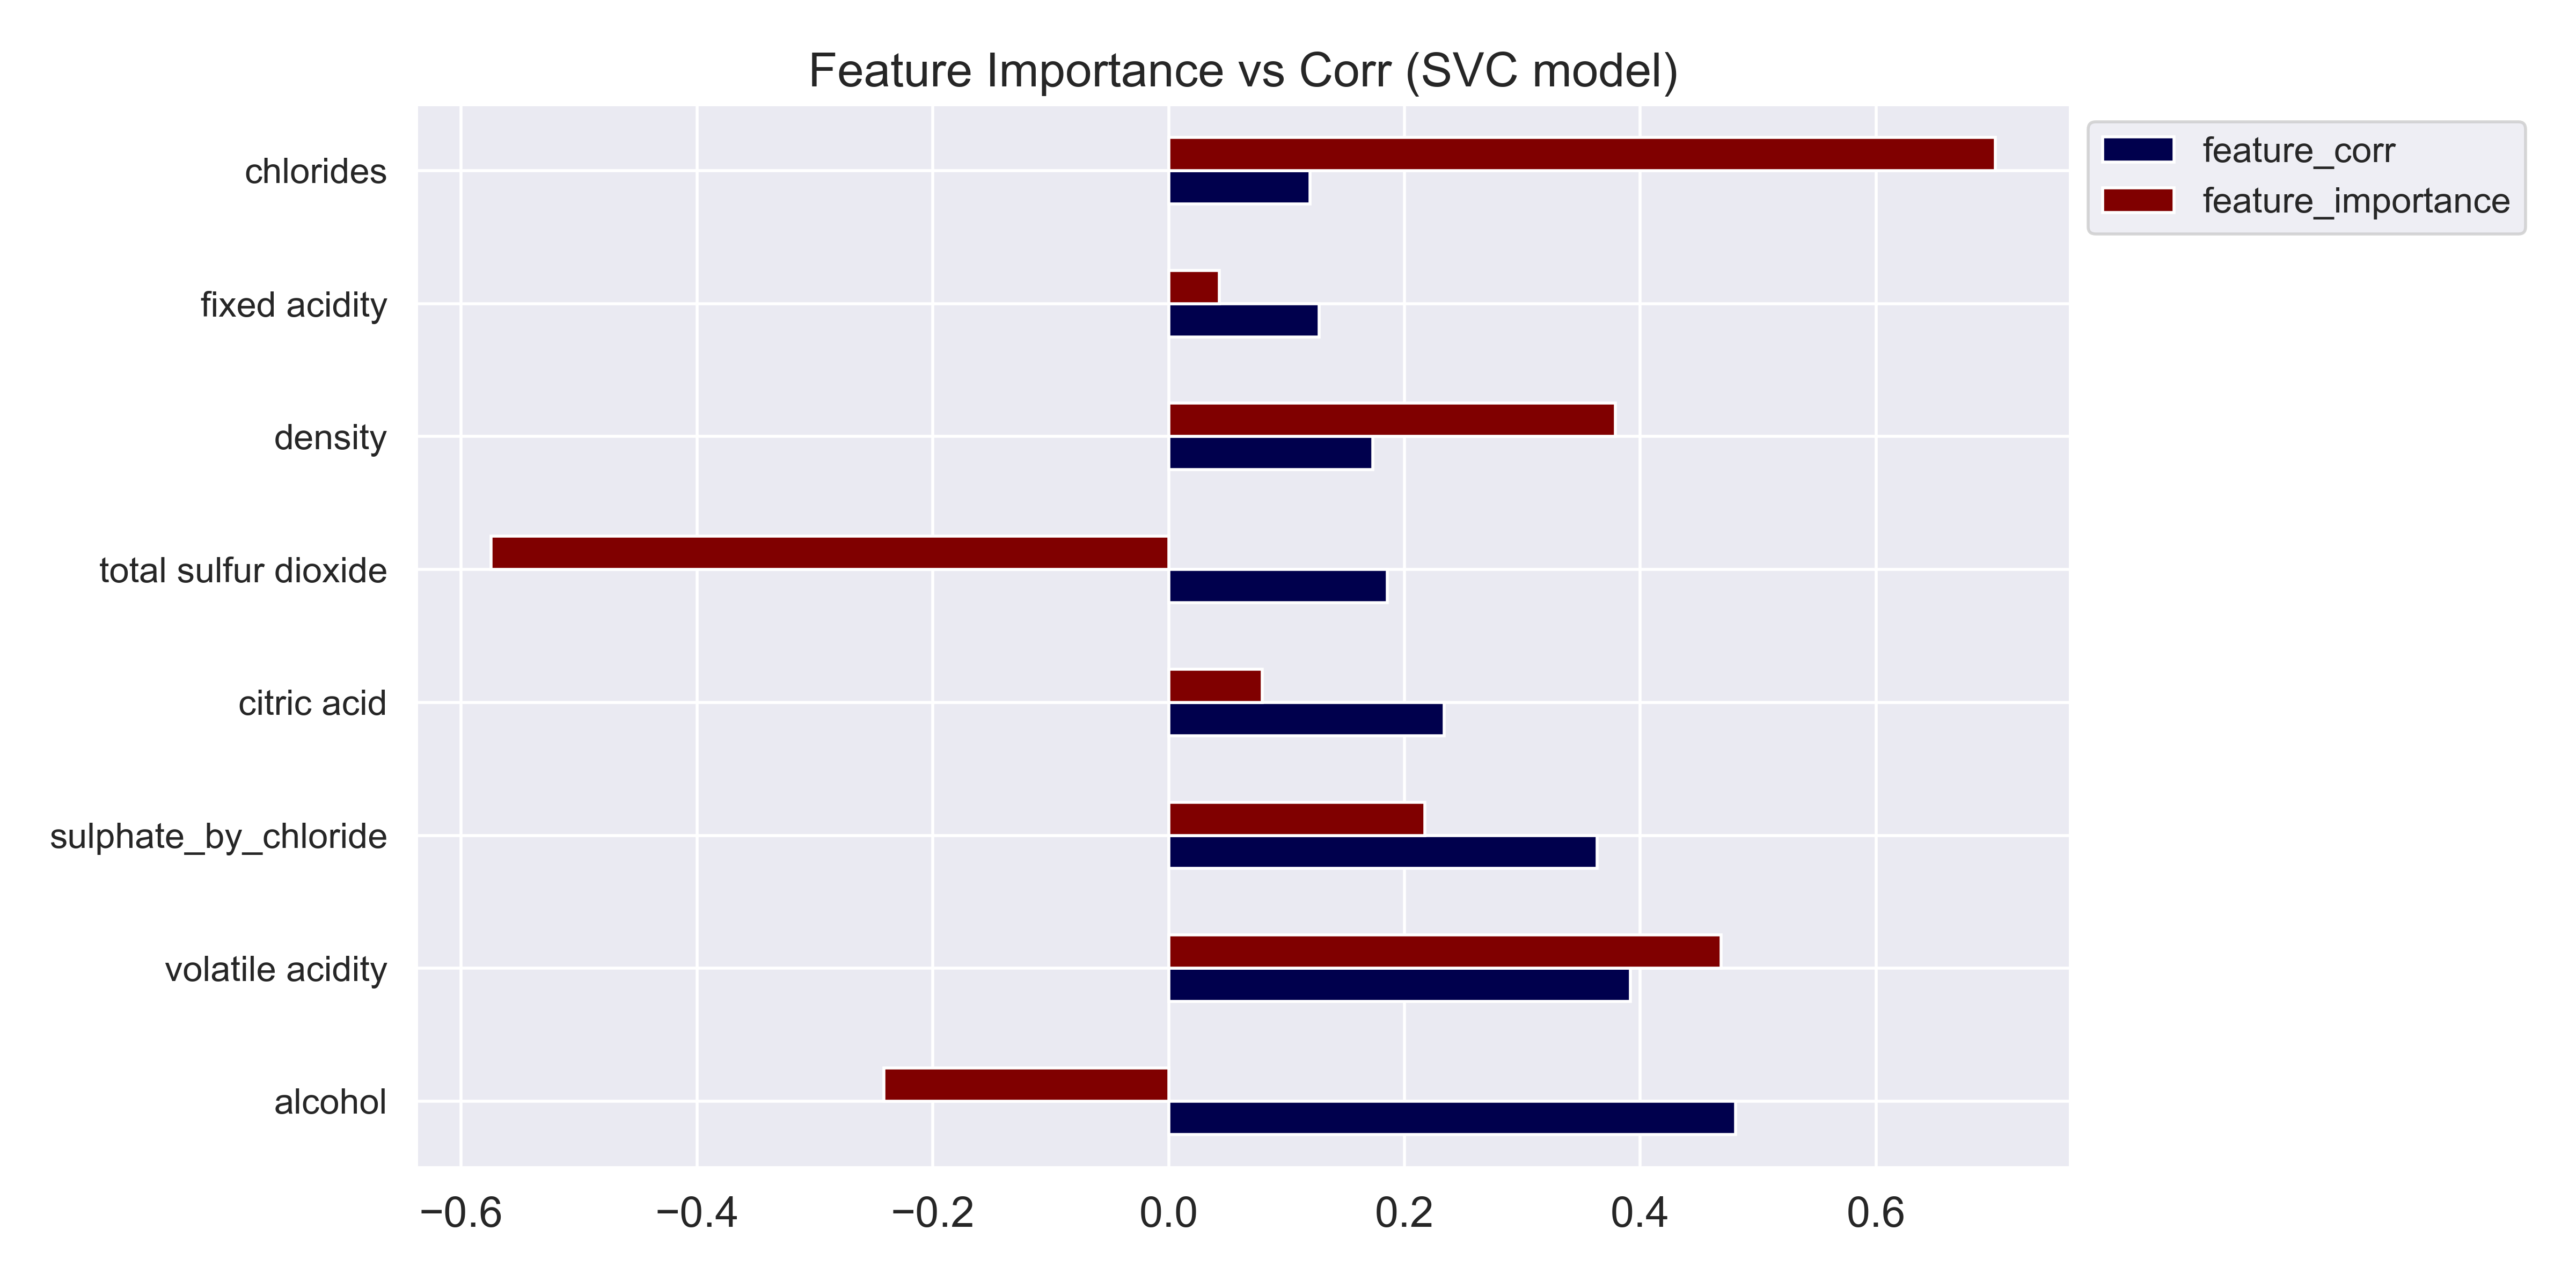 Feature Importance vs Corr (SVC model)
feature_corr
feature_importance
chlorides
fixed acidity
density
total sulfur dioxide
citric acid
sulphate_by_chloride
volatile acidity
alcohol
−0.6 −0.4 −0.2 0.0 0.2 0.4 0.6